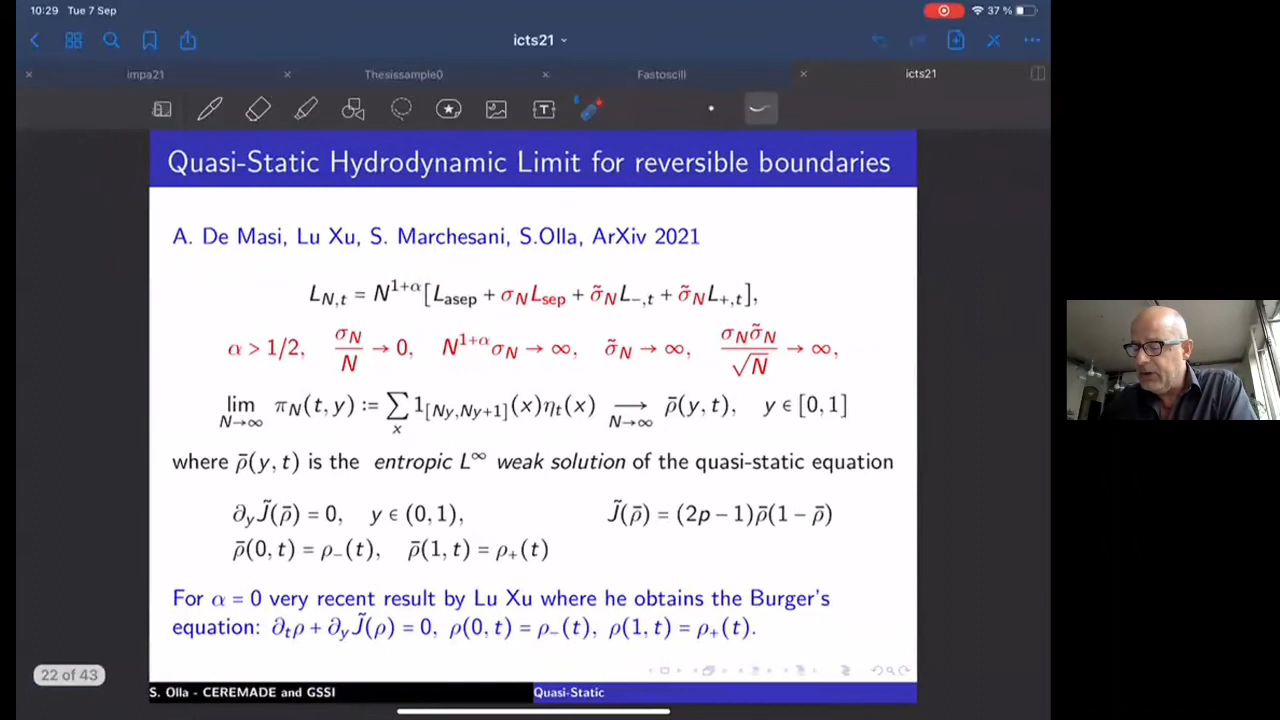 10:29 Tue 7 Sep
37 %
icts21
impa21
Thesissample0
Fastoscill
icts21
Quasi-Static Hydrodynamic Limit for reversible boundaries
A. De Masi, Lu Xu, S. Marchesani, S.Olla, ArXiv 2021
L_{N,t} = N^{1+α}[L_{asep} + σ_N L_{sep} + σ̃_N L_{−,t} + σ̃_N L_{+,t}],
α > 1/2, σ_N/N → 0, N^{1+α}σ_N → ∞, σ̃_N → ∞, σ_N σ̃_N/√N → ∞,
lim_{N→∞} π_N(t, y) := ∑_x 1_{[Ny,Ny+1]}(x)η_t(x) ⟶_{N→∞} ρ̄(y, t), y ∈ [0, 1]
where ρ̄(y, t) is the entropic L^∞ weak solution of the quasi-static equation
∂_y J̃(ρ̄) = 0, y ∈ (0, 1), J̃(ρ̄) = (2p − 1)ρ̄(1 − ρ̄)
ρ̄(0, t) = ρ_−(t), ρ̄(1, t) = ρ_+(t)
For α = 0 very recent result by Lu Xu where he obtains the Burger's
equation: ∂_t ρ + ∂_y J̃(ρ) = 0, ρ(0, t) = ρ_−(t), ρ(1, t) = ρ_+(t).
22 of 43
S. Olla - CEREMADE and GSSI
Quasi-Static